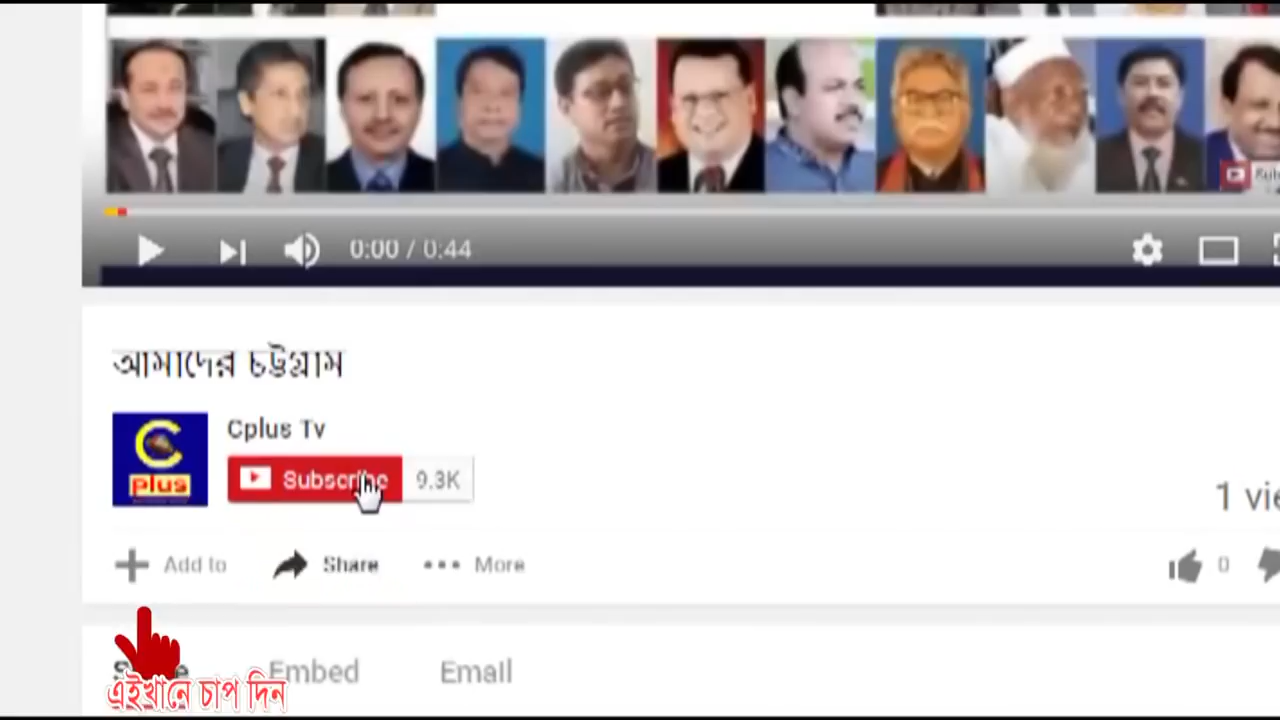 0:00 / 0:44
আমাদের চট্টগ্রাম
C
plus
Cplus Tv
Subscribe 9.3K
1
Add to Share More
0
Embed Email
এইখানে চাপ দিন